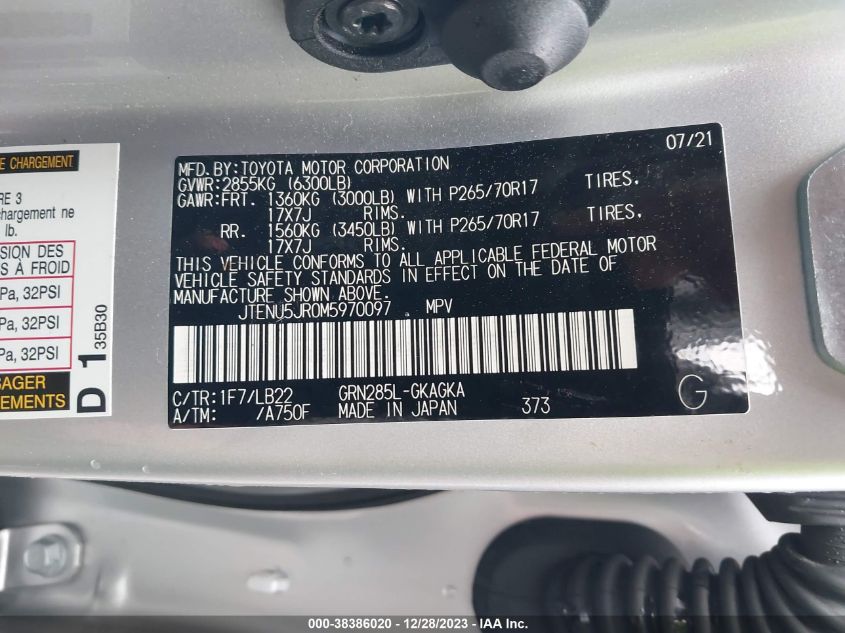 07/21
MFD.BY:TOYOTA MOTOR CORPORATION
GVWR:2855KG (6300LB)
GAWR:FRT. 1360KG (3000LB) WITH P265/70R17 TIRES,
17X7J RIMS.
RR. 1560KG (3450LB) WITH P265/70R17 TIRES,
17X7J RIMS.
THIS VEHICLE CONFORMS TO ALL APPLICABLE FEDERAL MOTOR
VEHICLE SAFETY STANDARDS IN EFFECT ON THE DATE OF
MANUFACTURE SHOWN ABOVE.
JTENU5JR0M5970097 MPV
C/TR:1F7/LB22 GRN285L-GKAGKA
A/TM: /A750F MADE IN JAPAN 373
G
E CHARGEMENT
RE 3
chargement ne
lb.
SION DES
S À FROID
Pa, 32PSI
Pa, 32PSI
Pa, 32PSI
SAGER
EMENTS
D 1 35B30
000-38386020 - 12/28/2023 - IAA Inc.